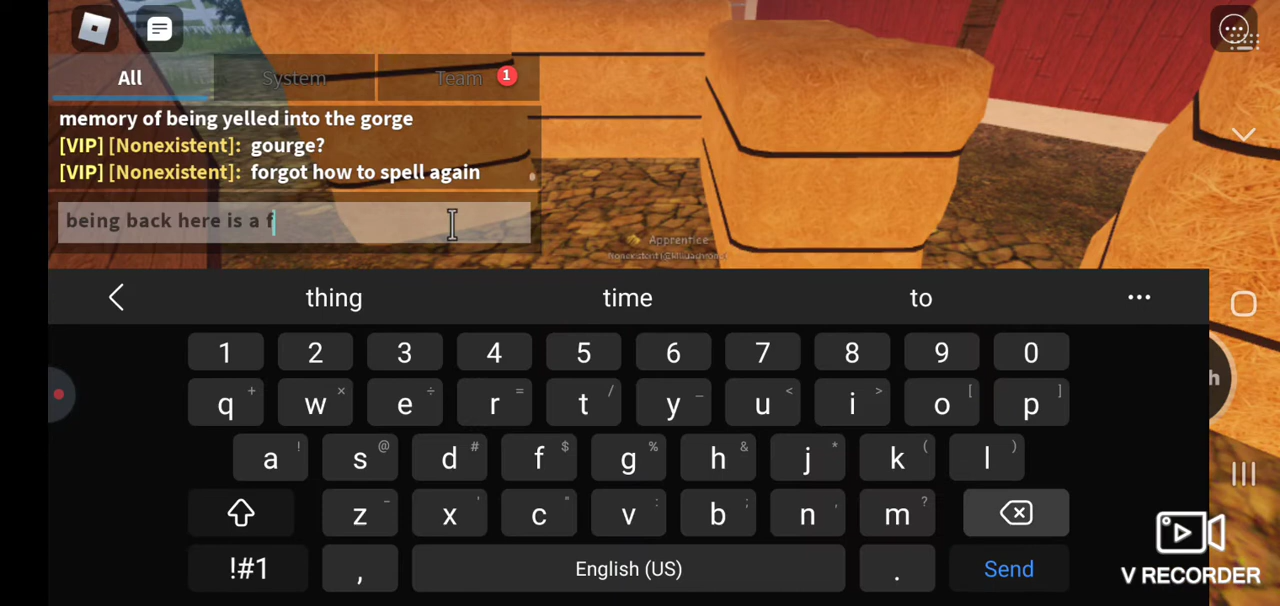 All System Team 1
memory of being yelled into the gorge
[VIP] [Nonexistent]: gourge?
[VIP] [Nonexistent]: forgot how to spell again
being back here is a f
Apprentice
thing time to ...
1 2 3 4 5 6 7 8 9 0
q + w × e ÷ r = t / y _ u < i > o [ p ]
a ! s @ d # f $ g % h & j * k ( l )
z - x ' c " v : b ; n , m ?
!#1 , English (US) . Send
h
V RECORDER